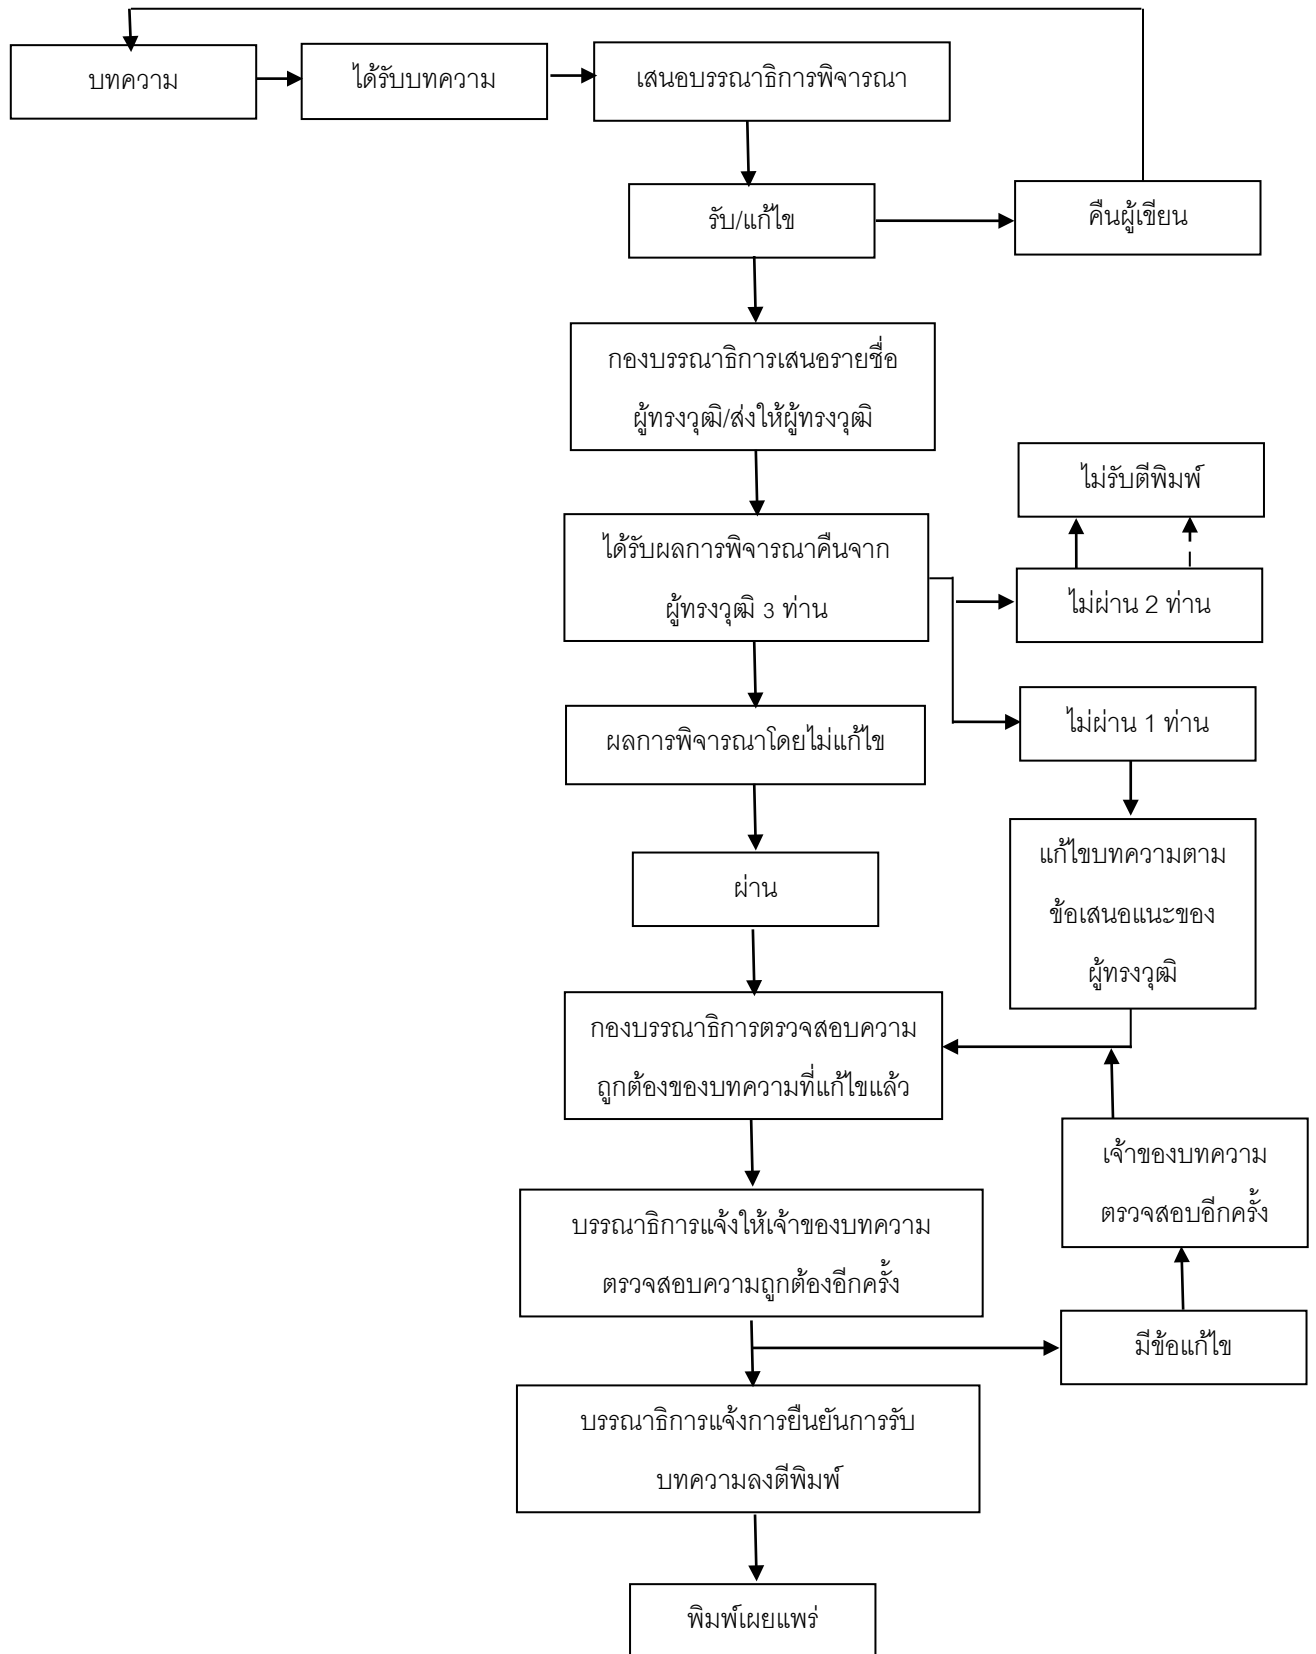 บทความ
ได้รับบทความ
เสนอบรรณาธิการพิจารณา
รับ/แก้ไข
คืนผู้เขียน
กองบรรณาธิการเสนอรายชื่อ
ผู้ทรงวุฒิ/ส่งให้ผู้ทรงวุฒิ
ไม่รับตีพิมพ์
ได้รับผลการพิจารณาคืนจาก
ผู้ทรงวุฒิ 3 ท่าน
ไม่ผ่าน 2 ท่าน
ไม่ผ่าน 1 ท่าน
ผลการพิจารณาโดยไม่แก้ไข
แก้ไขบทความตาม
ข้อเสนอแนะของ
ผู้ทรงวุฒิ
ผ่าน
กองบรรณาธิการตรวจสอบความ
ถูกต้องของบทความที่แก้ไขแล้ว
เจ้าของบทความ
ตรวจสอบอีกครั้ง
บรรณาธิการแจ้งให้เจ้าของบทความ
ตรวจสอบความถูกต้องอีกครั้ง
มีข้อแก้ไข
บรรณาธิการแจ้งการยืนยันการรับ
บทความลงตีพิมพ์
พิมพ์เผยแพร่